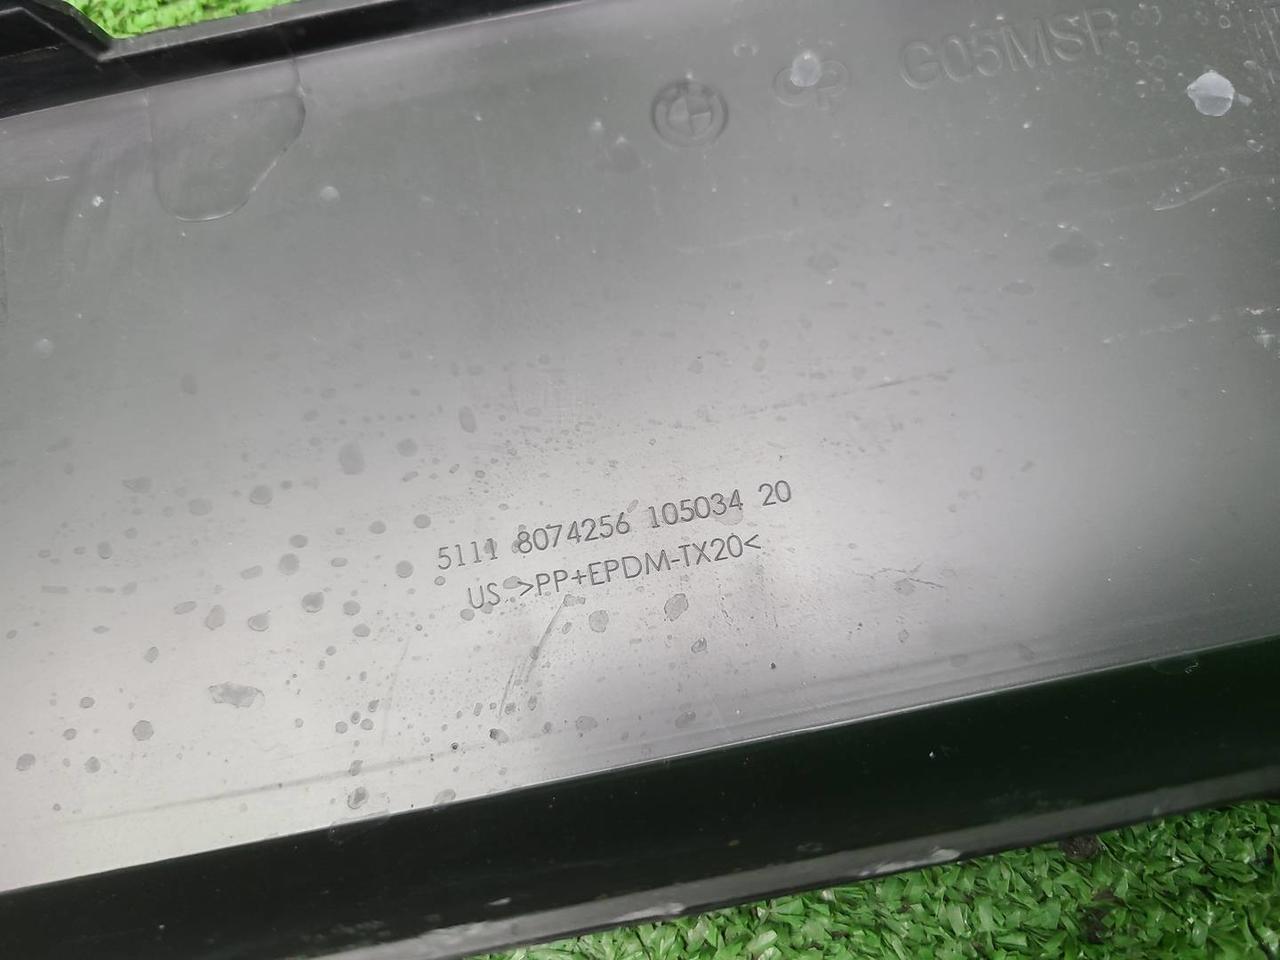 G05MSP
5111 8074256 105034 20
US >PP+EPDM-TX20<